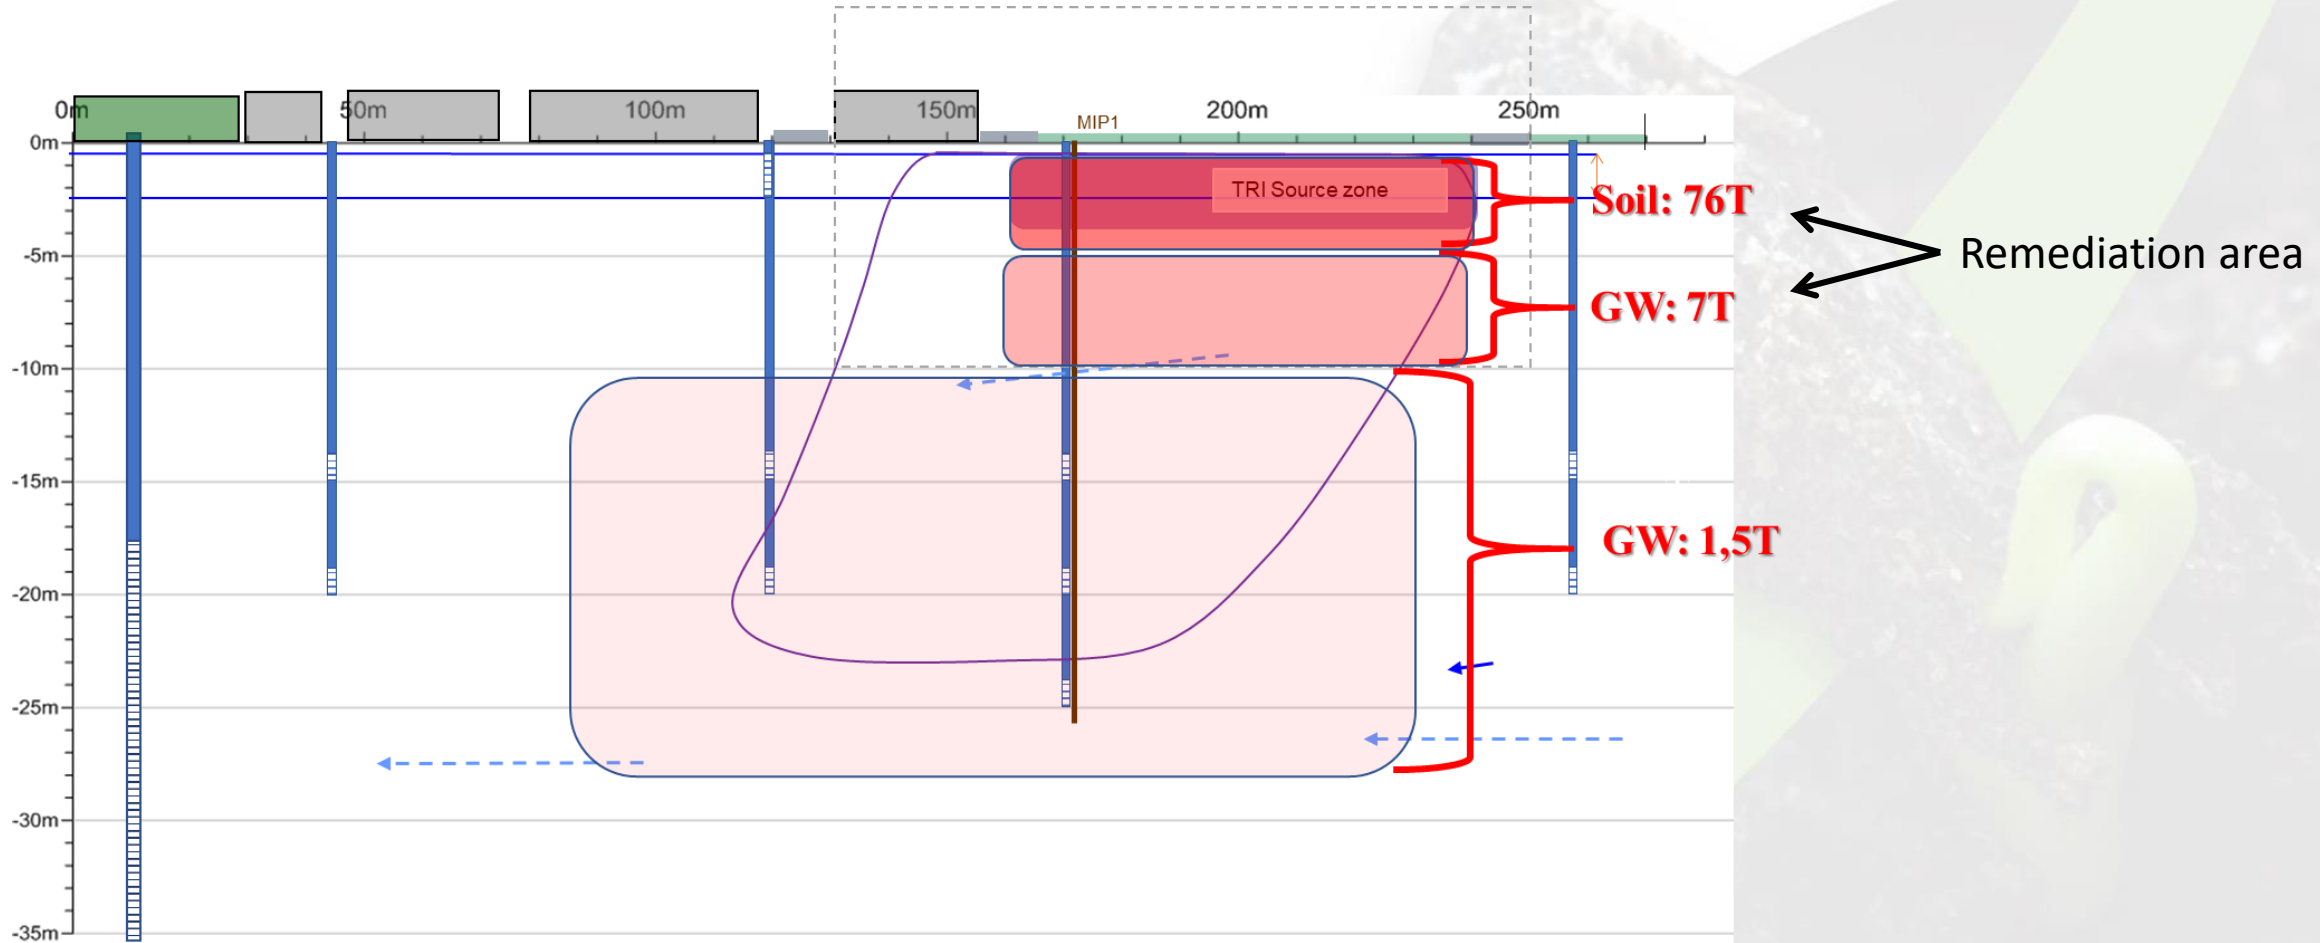 0m
50m
100m
150m
200m
250m
MIP1
0m
TRI Source zone
Soil: 76T
-5m
Remediation area
GW: 7T
-10m
-15m
GW: 1,5T
-20m
-25m
-30m
-35m